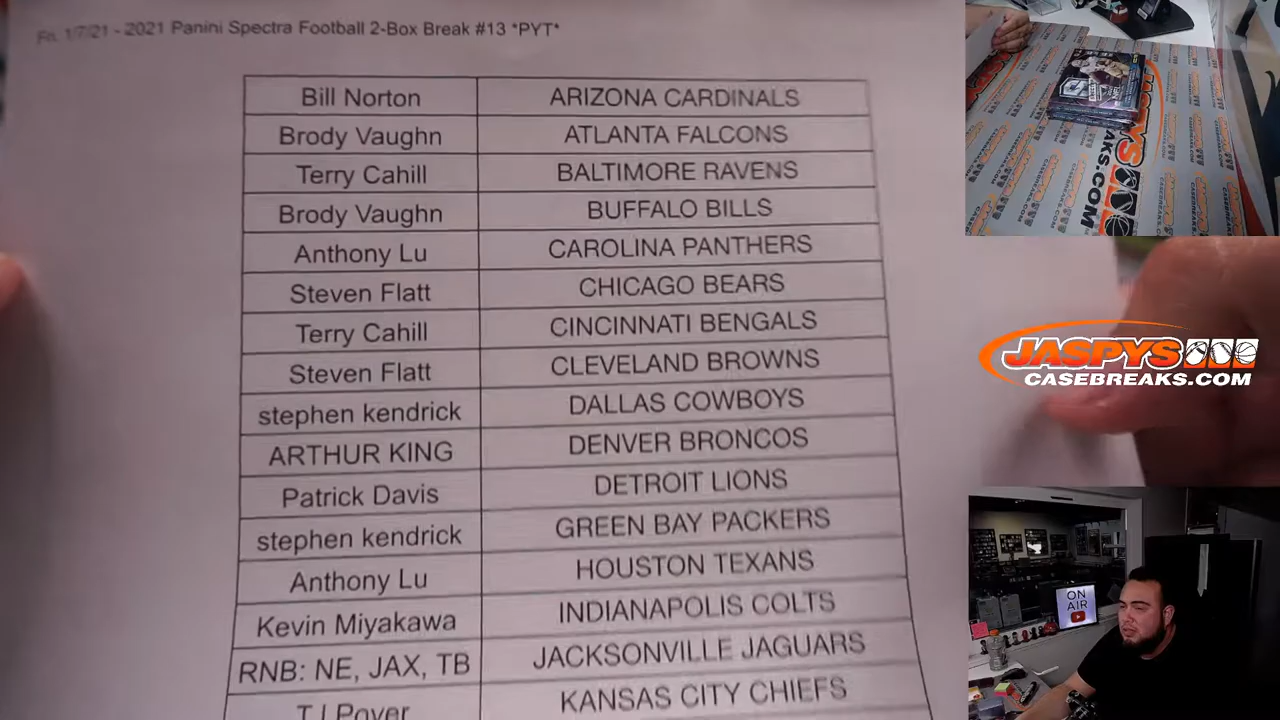 Fri. 1/7/21 - 2021 Panini Spectra Football 2-Box Break #13 *PYT*
Bill Norton ARIZONA CARDINALS
Brody Vaughn ATLANTA FALCONS
Terry Cahill BALTIMORE RAVENS
Brody Vaughn BUFFALO BILLS
Anthony Lu CAROLINA PANTHERS
Steven Flatt CHICAGO BEARS
Terry Cahill CINCINNATI BENGALS
Steven Flatt CLEVELAND BROWNS
stephen kendrick DALLAS COWBOYS
ARTHUR KING DENVER BRONCOS
Patrick Davis DETROIT LIONS
stephen kendrick GREEN BAY PACKERS
Anthony Lu HOUSTON TEXANS
Kevin Miyakawa INDIANAPOLIS COLTS
RNB: NE, JAX, TB JACKSONVILLE JAGUARS
KANSAS CITY CHIEFS
JASPYS
CASEBREAKS.COM
ON
AIR